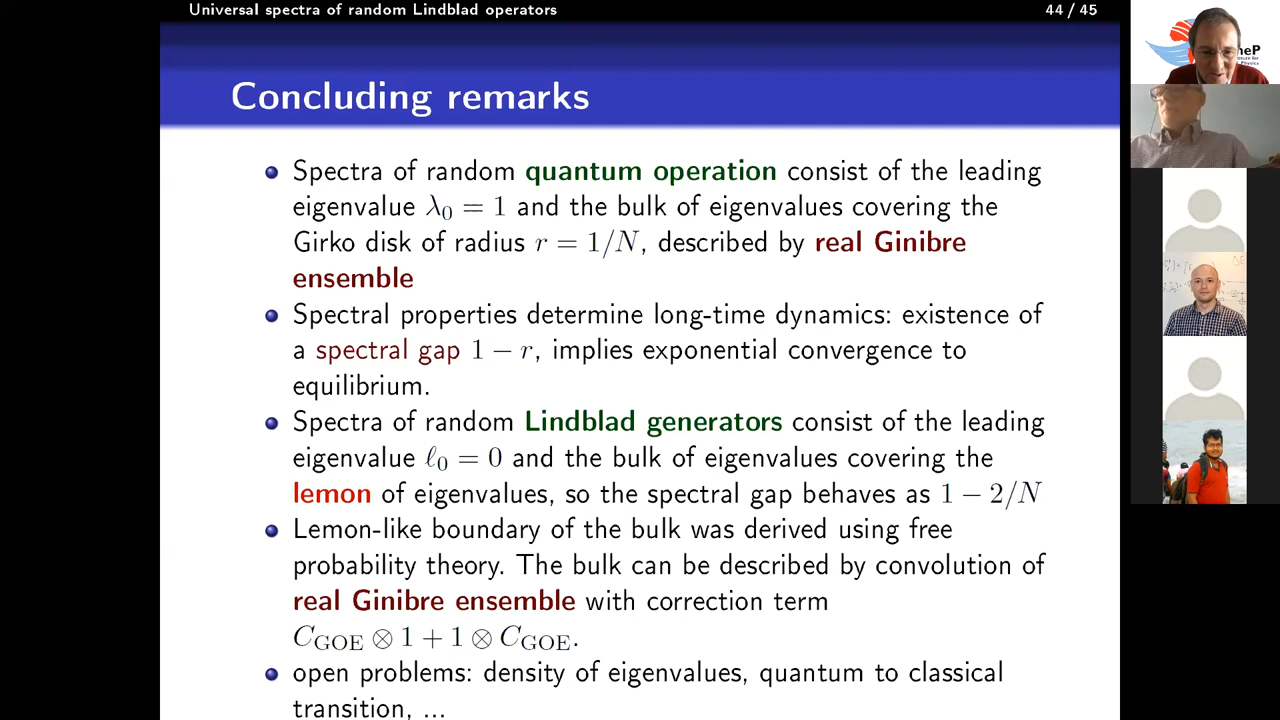 Universal spectra of random Lindblad operators 44 / 45
Concluding remarks
Spectra of random quantum operation consist of the leading
eigenvalue λ₀ = 1 and the bulk of eigenvalues covering the
Girko disk of radius r = 1/N, described by real Ginibre
ensemble
Spectral properties determine long-time dynamics: existence of
a spectral gap 1 − r, implies exponential convergence to
equilibrium.
Spectra of random Lindblad generators consist of the leading
eigenvalue ℓ₀ = 0 and the bulk of eigenvalues covering the
lemon of eigenvalues, so the spectral gap behaves as 1 − 2/N
Lemon-like boundary of the bulk was derived using free
probability theory. The bulk can be described by convolution of
real Ginibre ensemble with correction term
C_GOE ⊗ 1 + 1 ⊗ C_GOE.
open problems: density of eigenvalues, quantum to classical
transition, ...